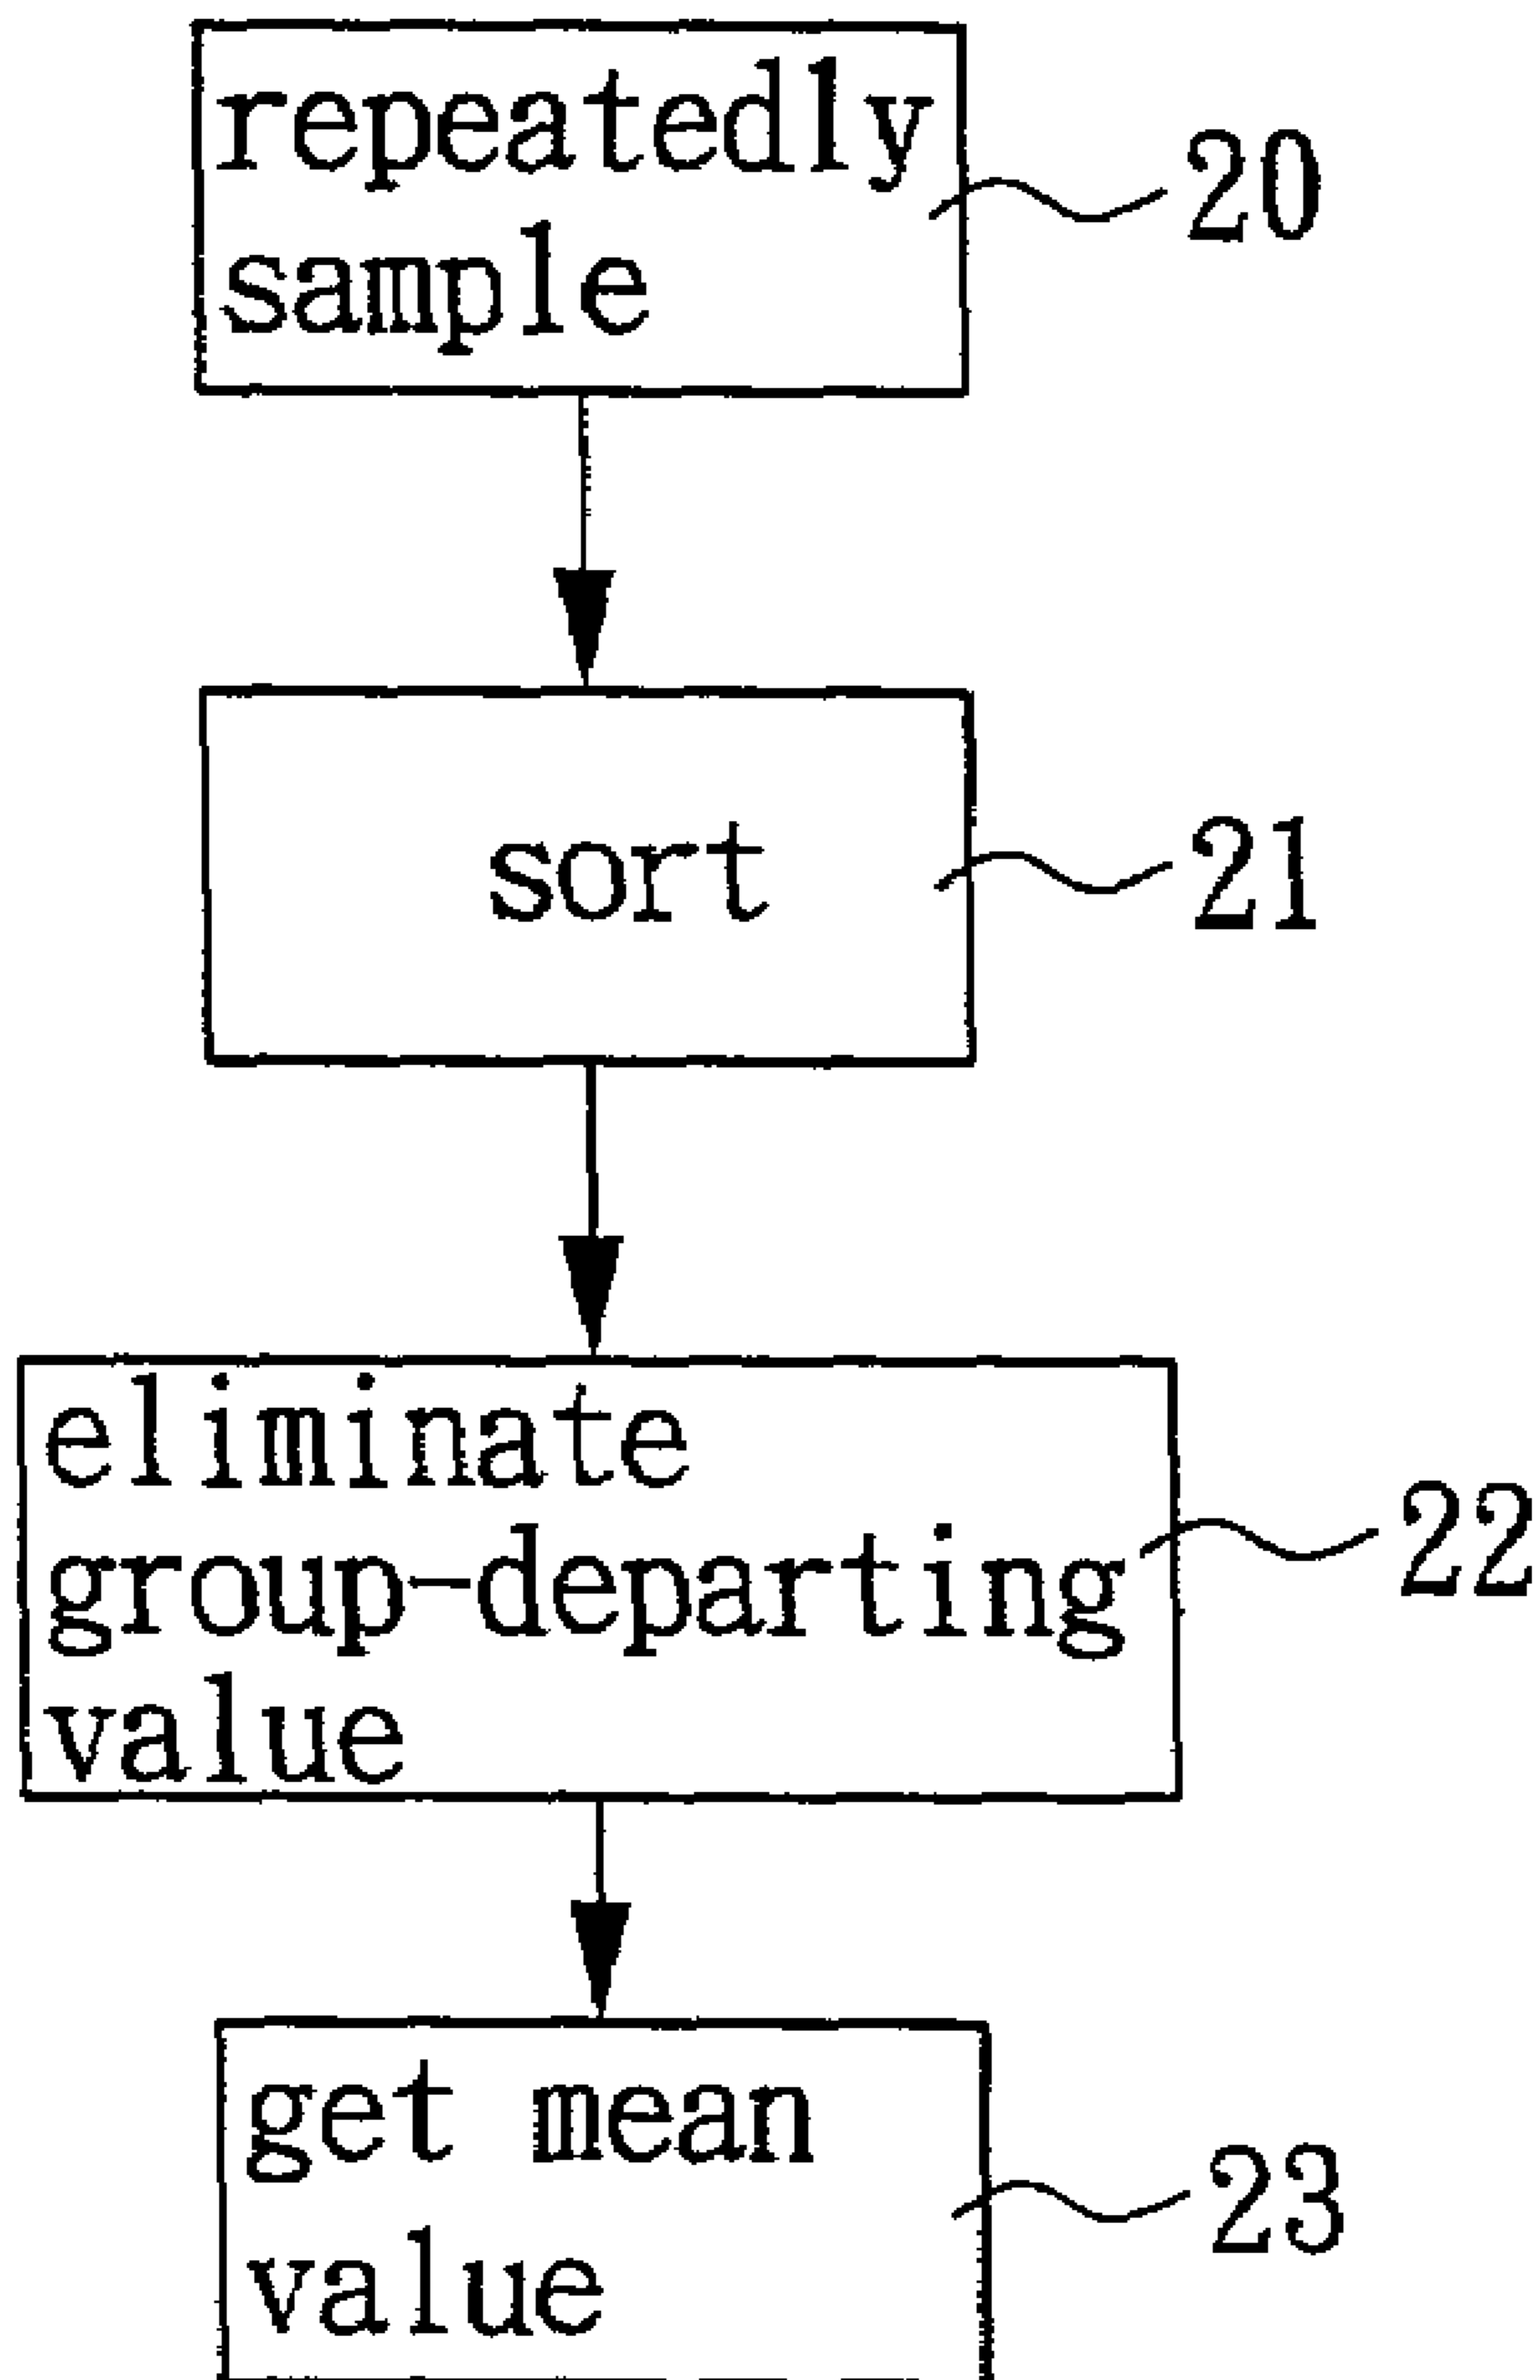 repeatedly
sample
20
sort
21
eliminate
group-departing
value
22
get mean
value
23